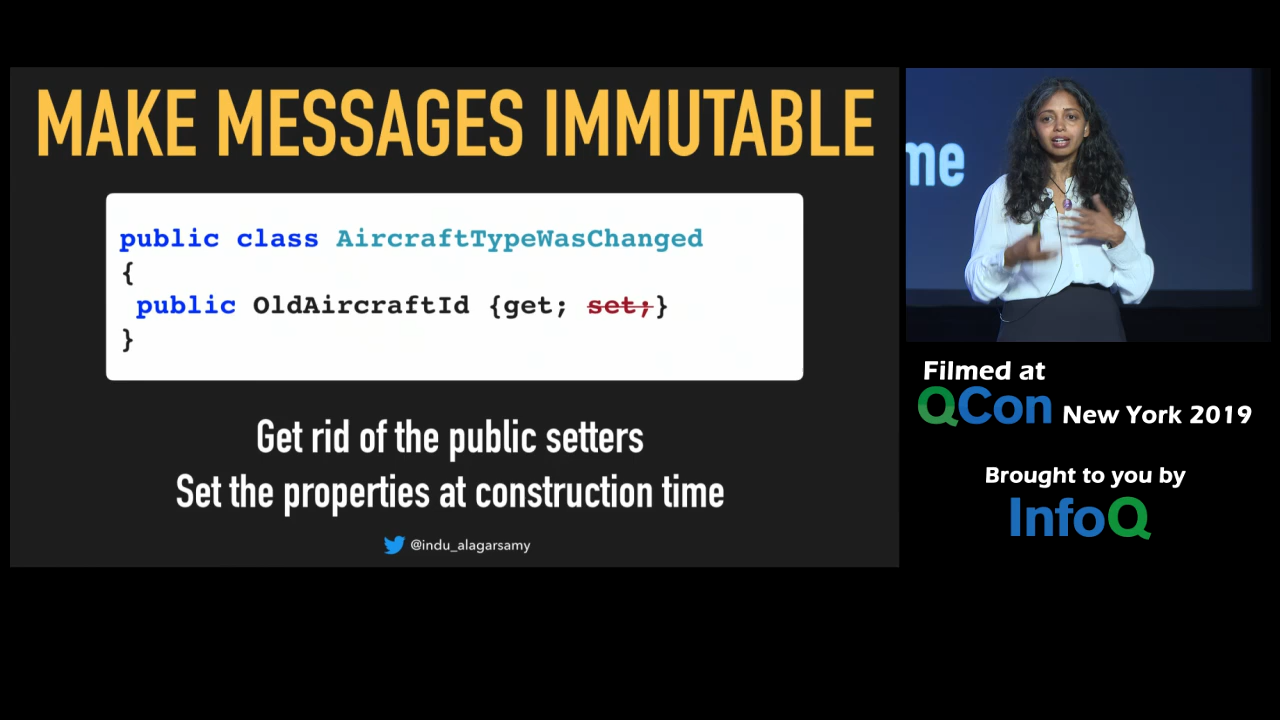 MAKE MESSAGES IMMUTABLE
public class AircraftTypeWasChanged
{
public OldAircraftId {get; set;}
}
Get rid of the public setters
Set the properties at construction time
@indu_alagarsamy
me
Filmed at
QCon New York 2019
Brought to you by
InfoQ